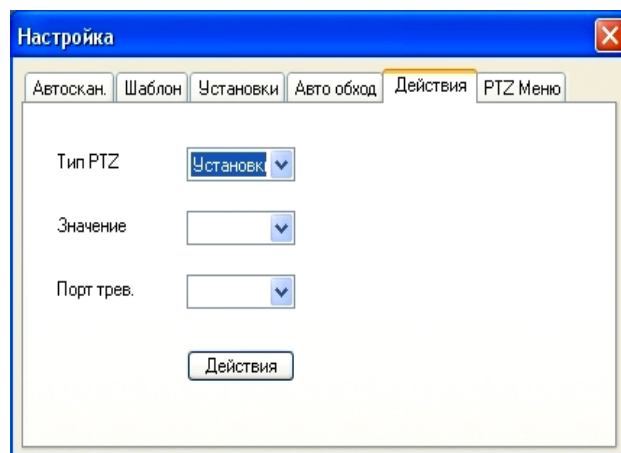 Настройка
Автоскан. Шаблон Установки Авто обход Действия PTZ Меню
Тип PTZ Установк
Значение
Порт трев.
Действия